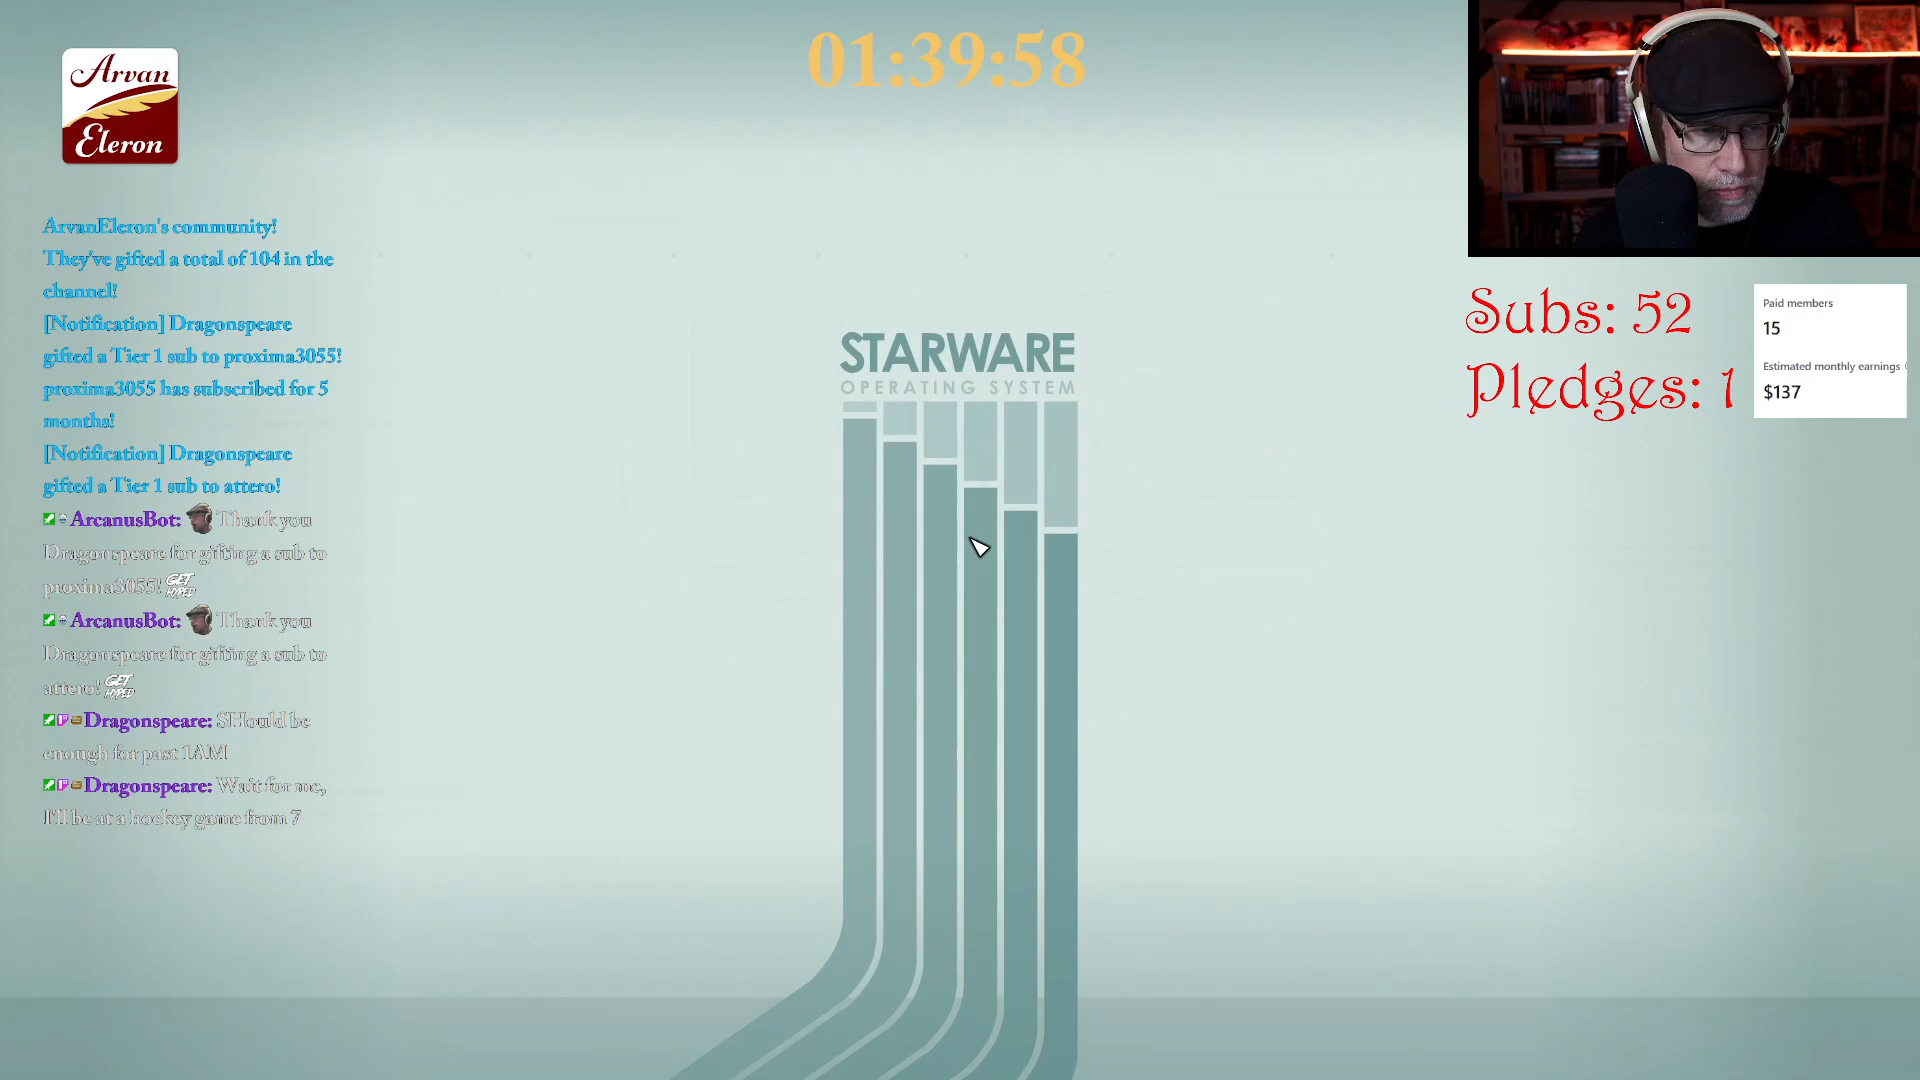 01:39:58
Arvan
Eleron
ArvanEleron's community!
They've gifted a total of 104 in the
channel!
[Notification] Dragonspeare
gifted a Tier 1 sub to proxima3055!
proxima3055 has subscribed for 5
months!
[Notification] Dragonspeare
gifted a Tier 1 sub to attero!
ArcanusBot: Thank you
Dragonspeare for gifting a sub to
proxima3055! GET HYPED
ArcanusBot: Thank you
Dragonspeare for gifting a sub to
attero! GET HYPED
Dragonspeare: SHould be
enough for past 1AM
Dragonspeare: Wait for me,
I'll be at a hockey game from 7
STARWARE
OPERATING SYSTEM
Subs: 52
Pledges: 1
Paid members
15
Estimated monthly earnings
$137